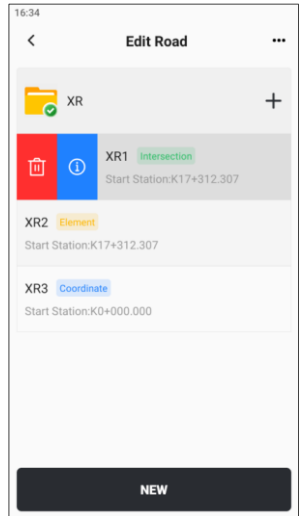 16:34
Edit Road
XR
XR1 Intersection
Start Station:K17+312.307
XR2 Element
Start Station:K17+312.307
XR3 Coordinate
Start Station:K0+000.000
NEW